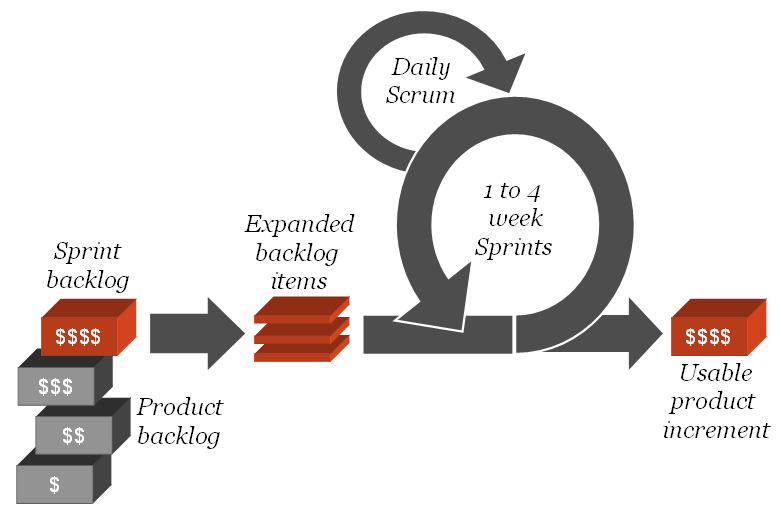 Daily
Scrum
1 to 4
week
Sprints
Expanded
backlog
items
Sprint
backlog
$$$$
$$$
$$
$
Product
backlog
$$$$
Usable
product
increment